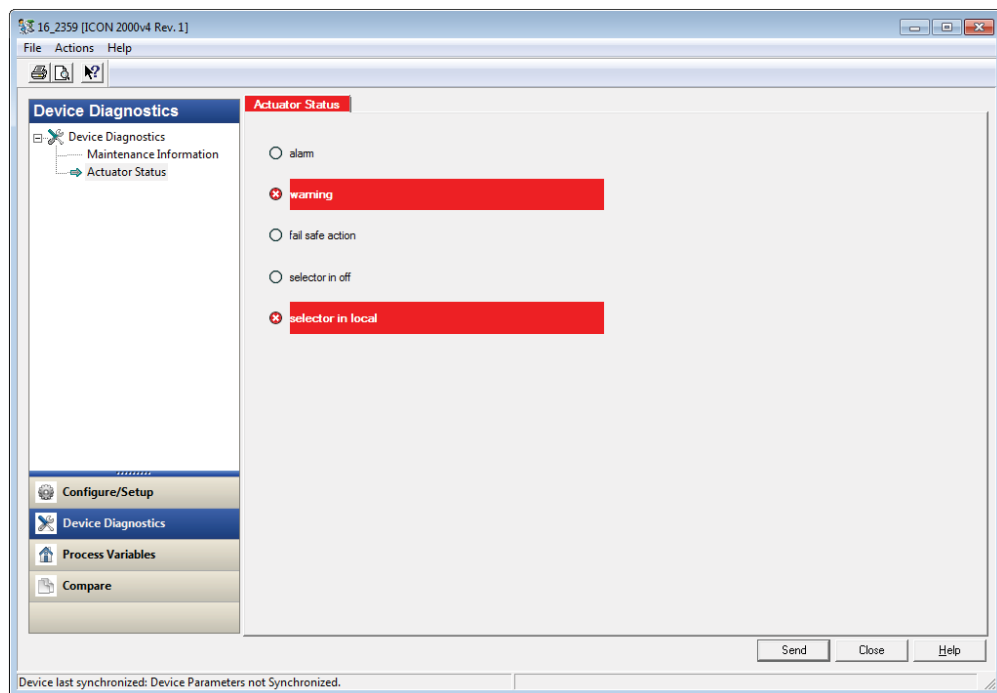 16_2359 [ICON 2000v4 Rev. 1]
File Actions Help
Device Diagnostics
Device Diagnostics
Maintenance Information
Actuator Status
Actuator Status
alarm
warning
fail safe action
selector in off
selector in local
Configure/Setup
Device Diagnostics
Process Variables
Compare
Send Close Help
Device last synchronized: Device Parameters not Synchronized.